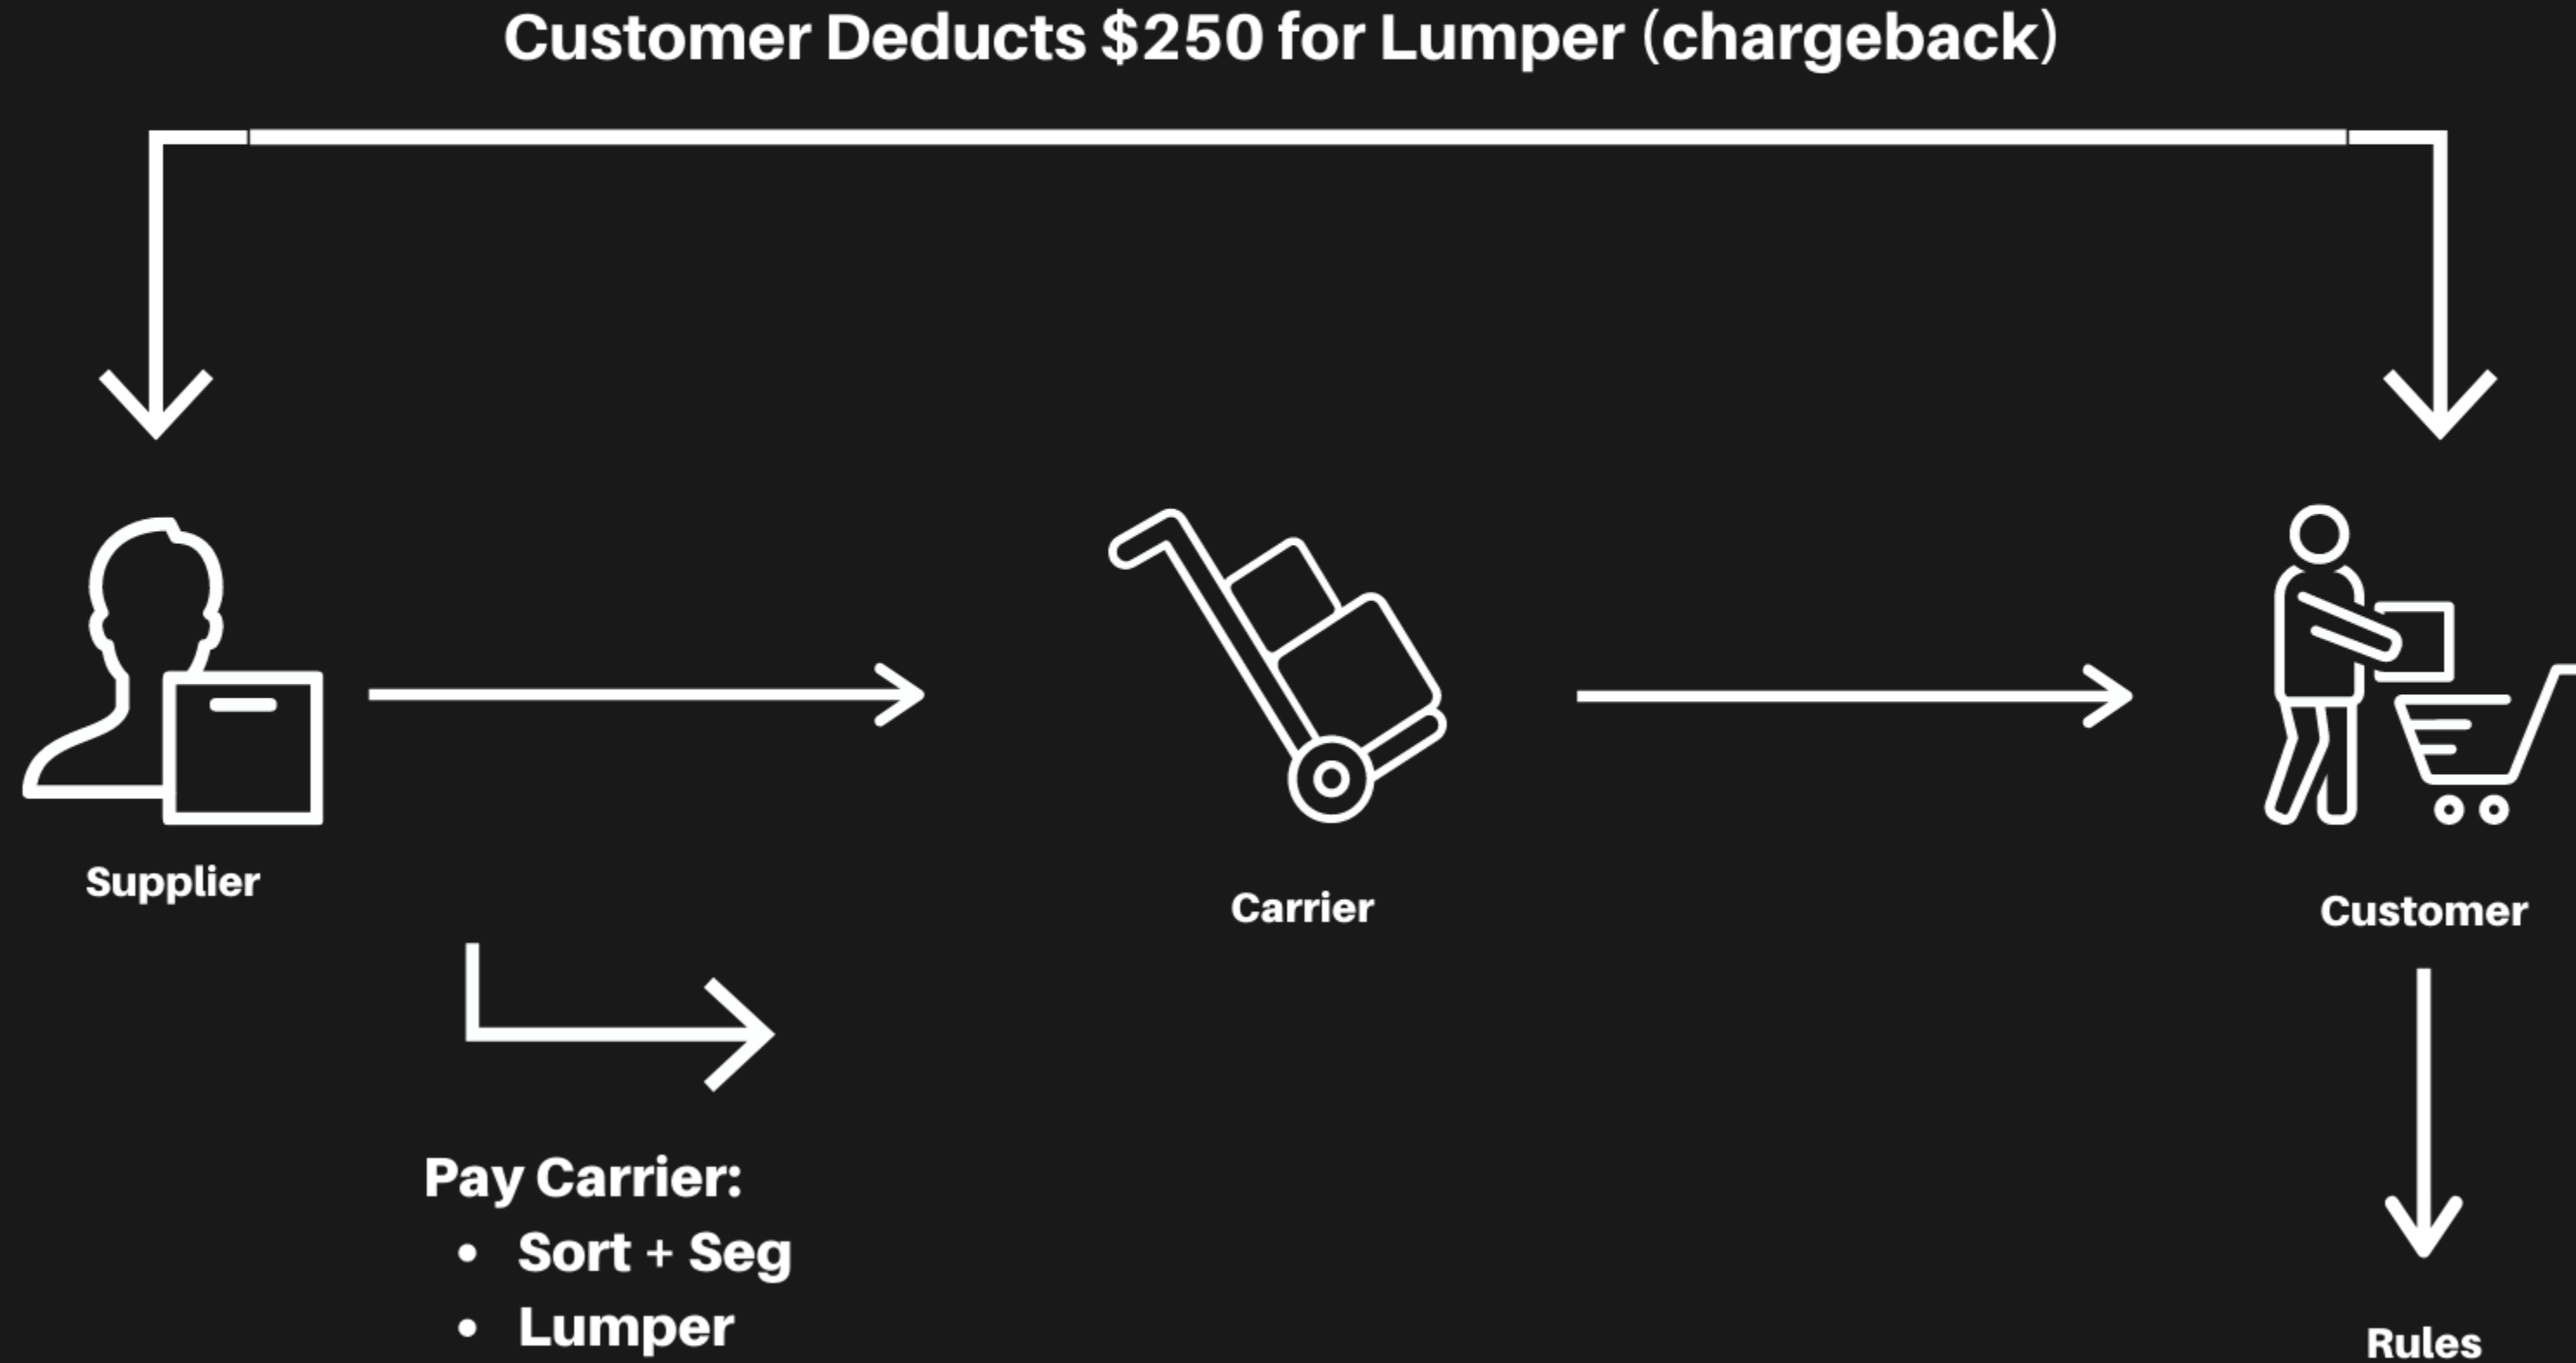 Customer Deducts $250 for Lumper (chargeback)
Supplier
Carrier
Customer
Pay Carrier:
• Sort + Seg
• Lumper
Rules